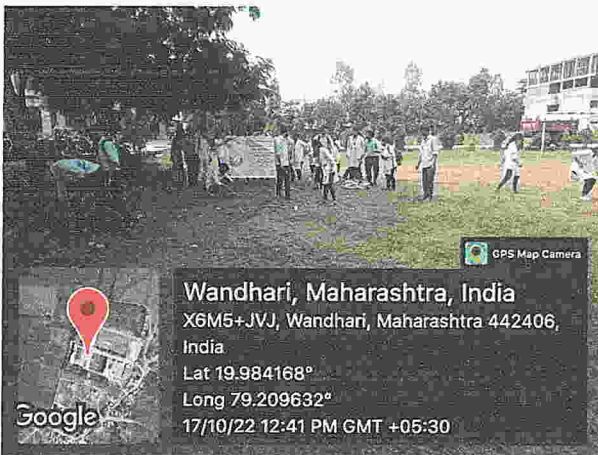 GPS Map Camera
Wandhari, Maharashtra, India
X6M5+JVJ, Wandhari, Maharashtra 442406,
India
Lat 19.984168°
Long 79.209632°
17/10/22 12:41 PM GMT +05:30
Google